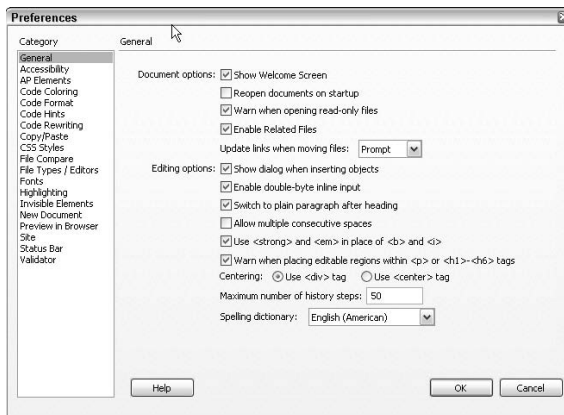 Preferences
Category
General
Accessibility
AP Elements
Code Coloring
Code Format
Code Hints
Code Rewriting
Copy/Paste
CSS Styles
File Compare
File Types / Editors
Fonts
Highlighting
Invisible Elements
New Document
Preview in Browser
Site
Status Bar
Validator
General
Document options: Show Welcome Screen
Reopen documents on startup
Warn when opening read-only files
Enable Related Files
Update links when moving files: Prompt
Editing options: Show dialog when inserting objects
Enable double-byte inline input
Switch to plain paragraph after heading
Allow multiple consecutive spaces
Use <strong> and <em> in place of <b> and <i>
Warn when placing editable regions within <p> or <h1>-<h6> tags
Centering: Use <div> tag Use <center> tag
Maximum number of history steps: 50
Spelling dictionary: English (American)
Help OK Cancel